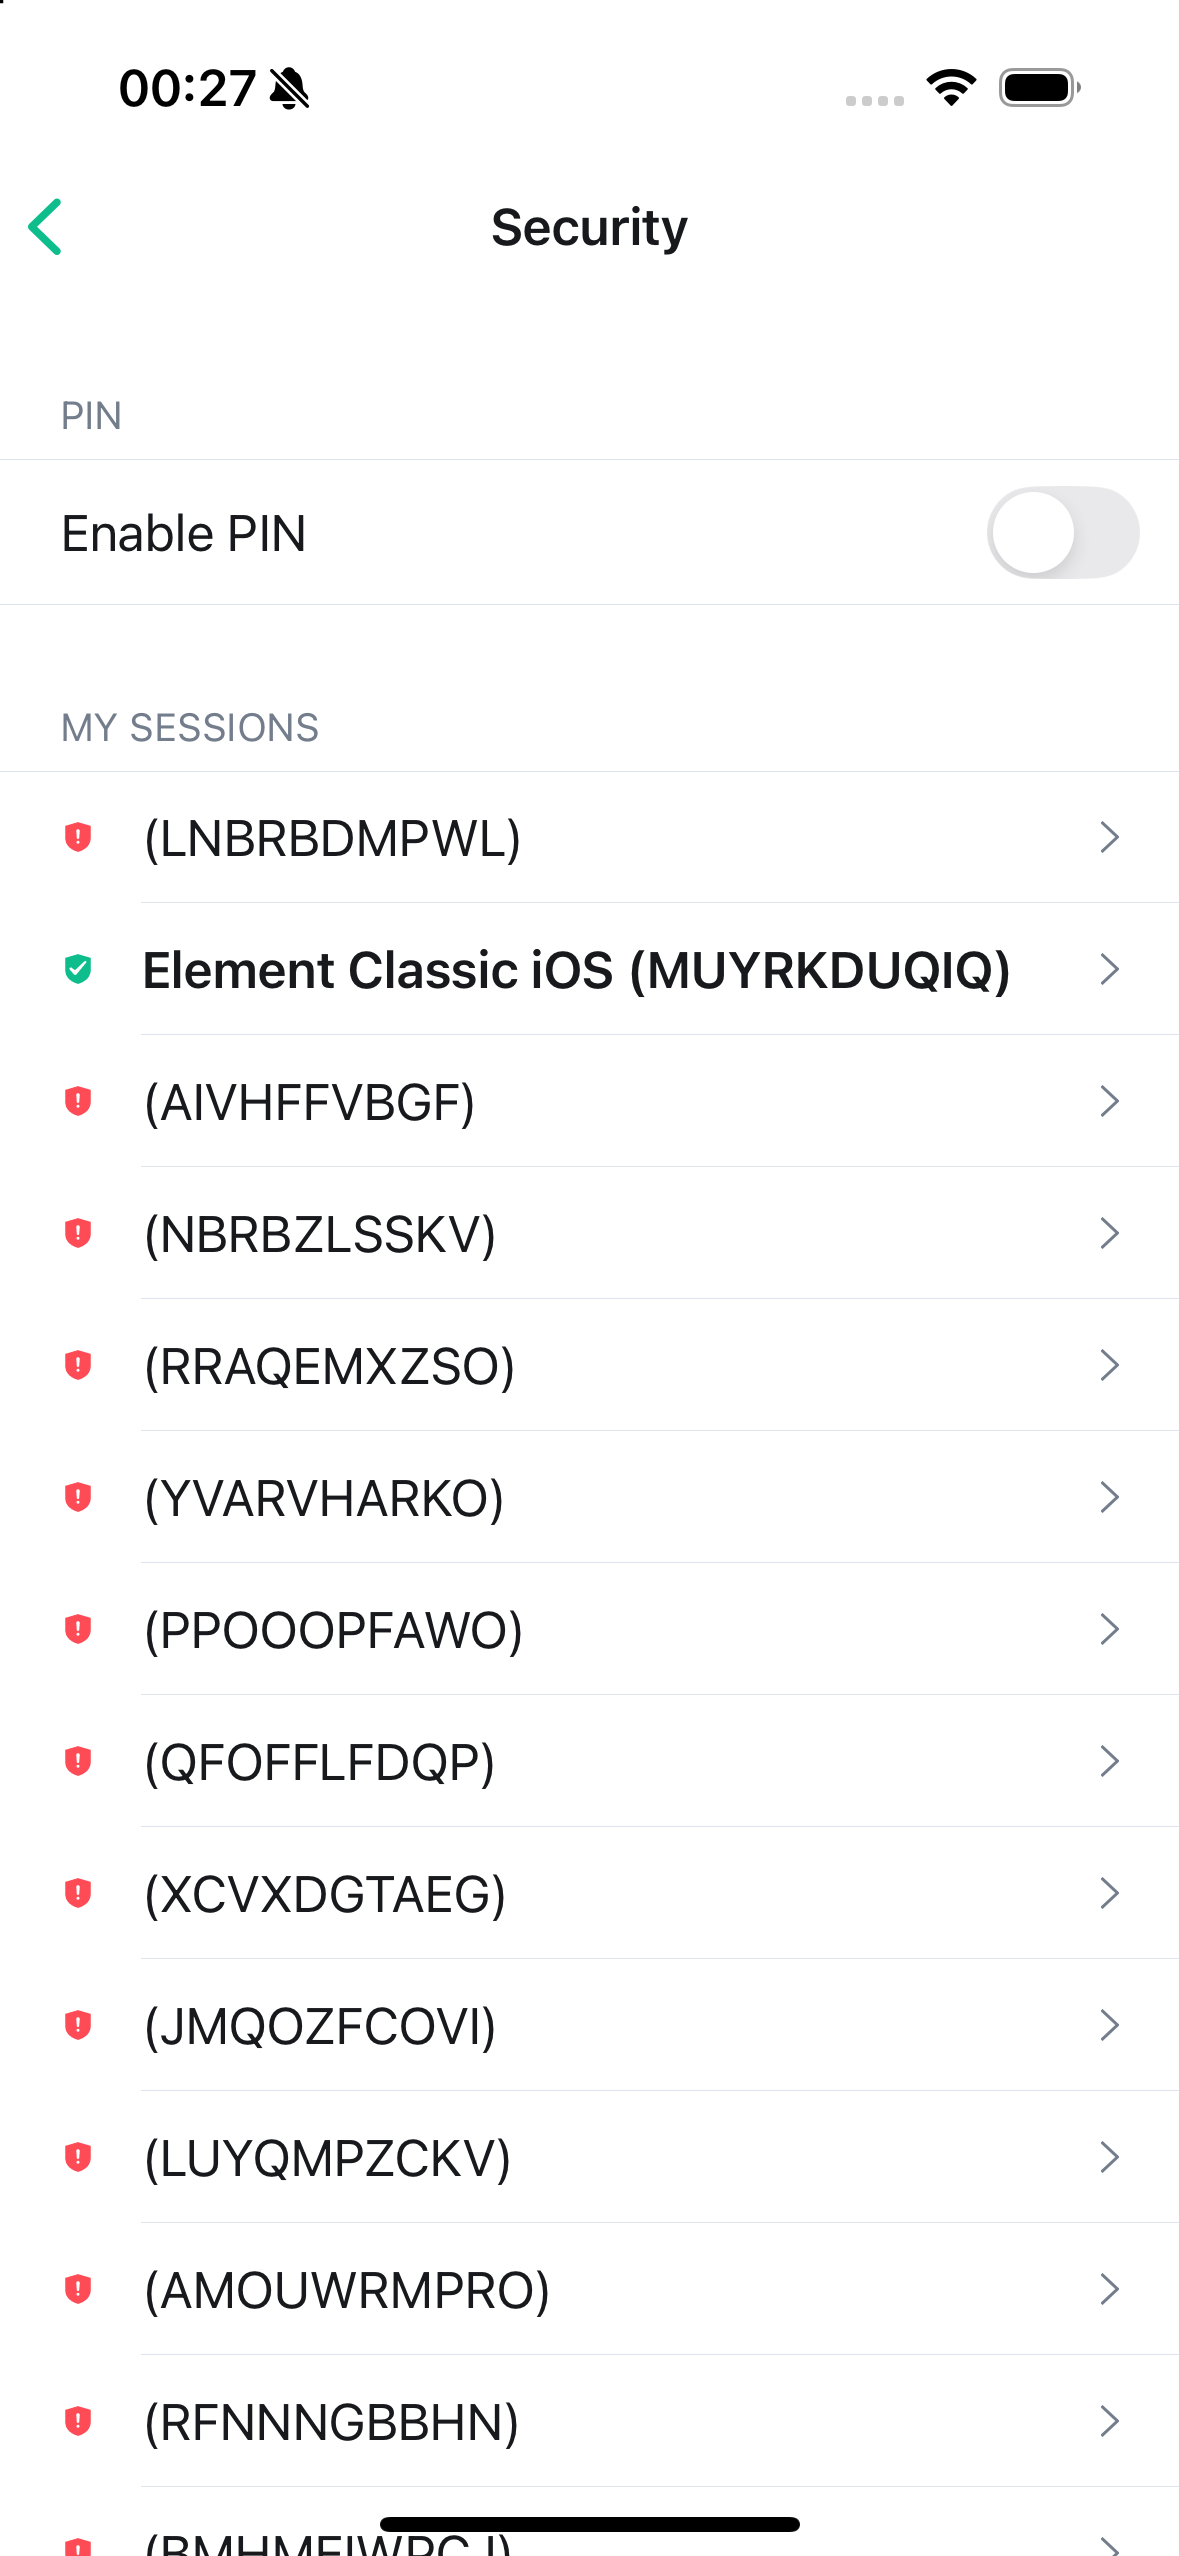 00:27
Security
PIN
Enable PIN
MY SESSIONS
(LNBRBDMPWL)
Element Classic iOS (MUYRKDUQIQ)
(AIVHFFVBGF)
(NBRBZLSSKV)
(RRAQEMXZSO)
(YVARVHARKO)
(PPOOOPFAWO)
(QFOFFLFDQP)
(XCVXDGTAEG)
(JMQOZFCOVI)
(LUYQMPZCKV)
(AMOUWRMPRO)
(RFNNNGBBHN)